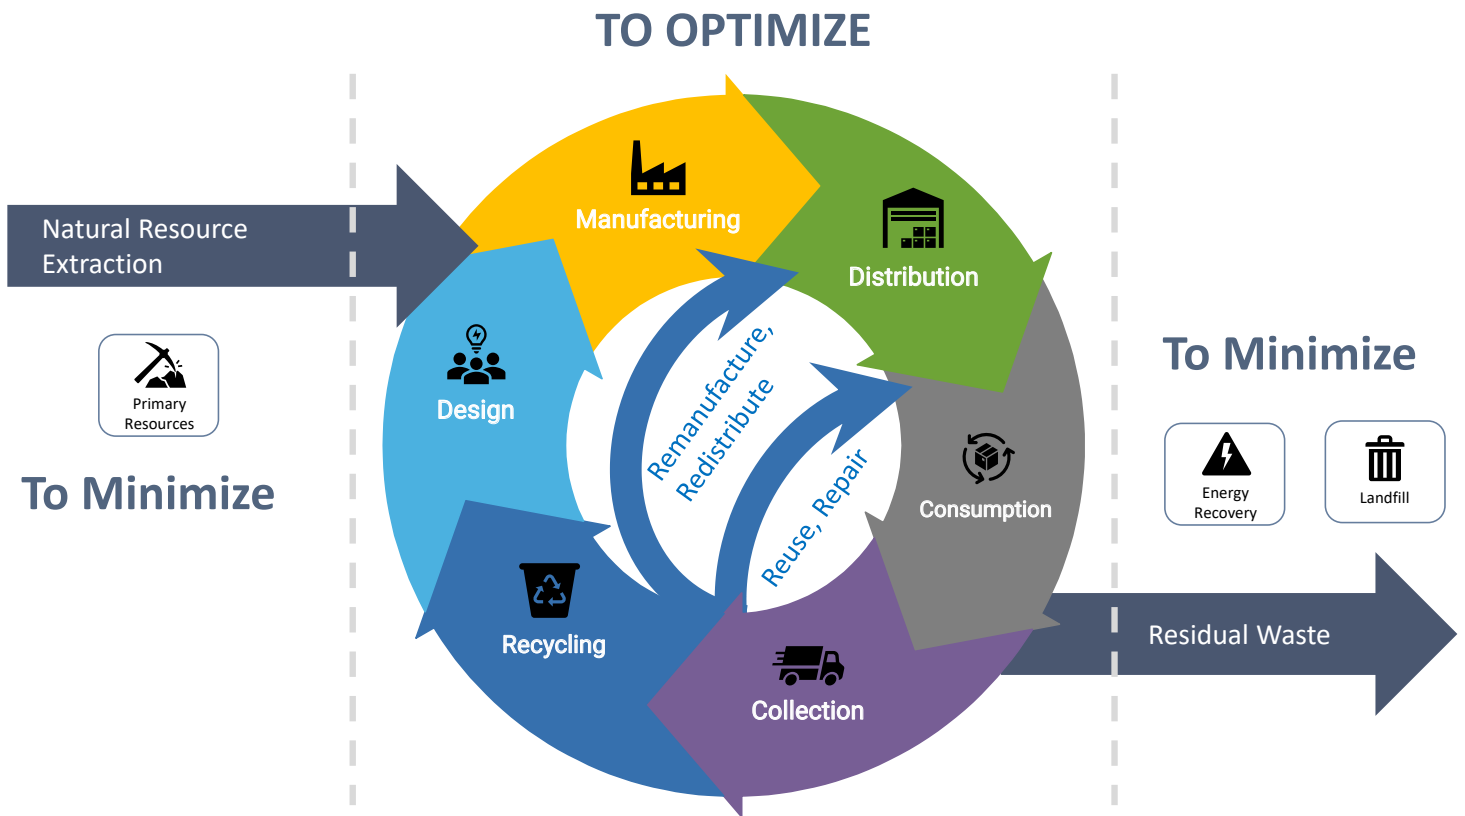 TO OPTIMIZE
Natural Resource
Extraction
Primary
Resources
To Minimize
Manufacturing
Distribution
Design
Remanufacture,
Redistribute
Reuse, Repair
Consumption
Recycling
Collection
To Minimize
Energy
Recovery
Landfill
Residual Waste